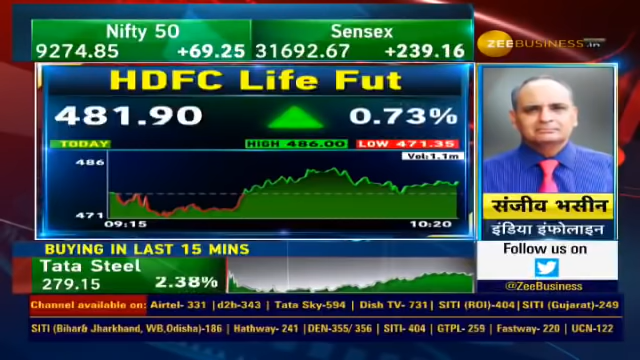 Nifty 50
9274.85 +69.25
Sensex
31692.67 +239.16
ZEEBUSINESS.in
HDFC Life Fut
481.90 0.73%
TODAY HIGH 486.00 LOW 471.35
Vol:1.1m
486
471
09:15 10:20
संजीव भसीन
इंडिया इंफोलाइन
BUYING IN LAST 15 MINS
Tata Steel
279.15 2.38%
Follow us on
@ZeeBusiness
Channel available on: Airtel- 331 | d2b-343 | Tata Sky-594 | Dish TV- 731 | SITI (ROI)-404 | SITI (Gujarat)-249
SITI (Bihar& Jharkhand, WB,Odisha)-186 | Hathway- 241 | DEN-355/ 356 | SITI- 404 | GTPL- 259 | Fastway- 220 | UCN-122